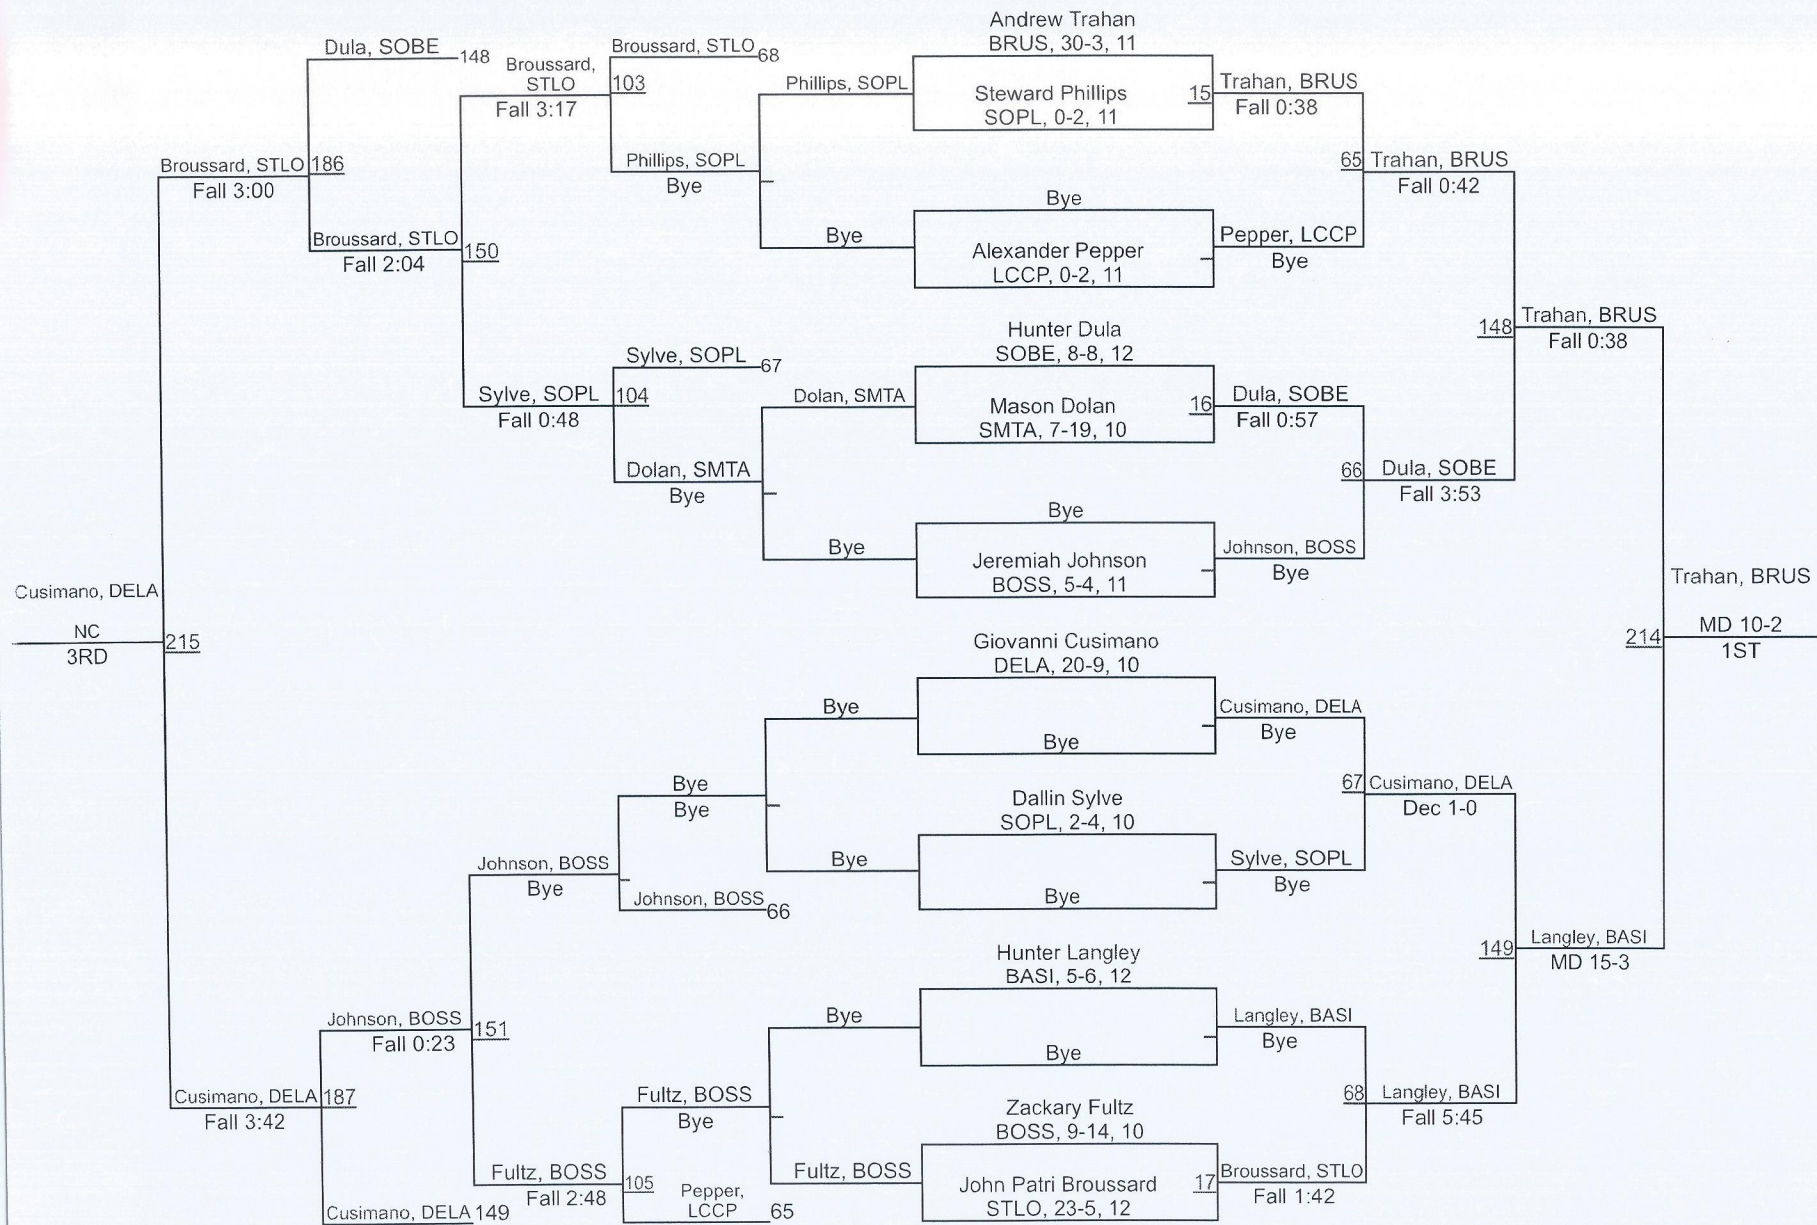 Andrew Trahan
BRUS, 30-3, 11
Steward Phillips
SOPL, 0-2, 11
15
Trahan, BRUS
Fall 0:38
Bye
Alexander Pepper
LCCP, 0-2, 11
Pepper, LCCP
Bye
65
Trahan, BRUS
Fall 0:42
Hunter Dula
SOBE, 8-8, 12
Mason Dolan
SMTA, 7-19, 10
16
Dula, SOBE
Fall 0:57
Bye
Jeremiah Johnson
BOSS, 5-4, 11
Johnson, BOSS
Bye
66
Dula, SOBE
Fall 3:53
148
Trahan, BRUS
Fall 0:38
Giovanni Cusimano
DELA, 20-9, 10
Bye
Cusimano, DELA
Bye
Dallin Sylve
SOPL, 2-4, 10
Bye
Sylve, SOPL
Bye
67
Cusimano, DELA
Dec 1-0
Hunter Langley
BASI, 5-6, 12
Bye
Langley, BASI
Bye
Zackary Fultz
BOSS, 9-14, 10
John Patri Broussard
STLO, 23-5, 12
17
Broussard, STLO
Fall 1:42
68
Langley, BASI
Fall 5:45
149
Langley, BASI
MD 15-3
214
Trahan, BRUS
MD 10-2
1ST
Phillips, SOPL
Bye
Phillips, SOPL
Bye
Broussard, STLO
68
103
Broussard,
STLO
Fall 3:17
Dolan, SMTA
Bye
Dolan, SMTA
Bye
Sylve, SOPL
67
104
Sylve, SOPL
Fall 0:48
150
Broussard, STLO
Fall 2:04
Dula, SOBE
148
186
Broussard, STLO
Fall 3:00
Bye
Bye
Bye
Bye
Johnson, BOSS
66
Johnson, BOSS
Bye
Bye
Fultz, BOSS
Fultz, BOSS
Bye
Pepper,
LCCP
65
105
Fultz, BOSS
Fall 2:48
151
Johnson, BOSS
Fall 0:23
Cusimano, DELA
149
187
Cusimano, DELA
Fall 3:42
215
Cusimano, DELA
NC
3RD